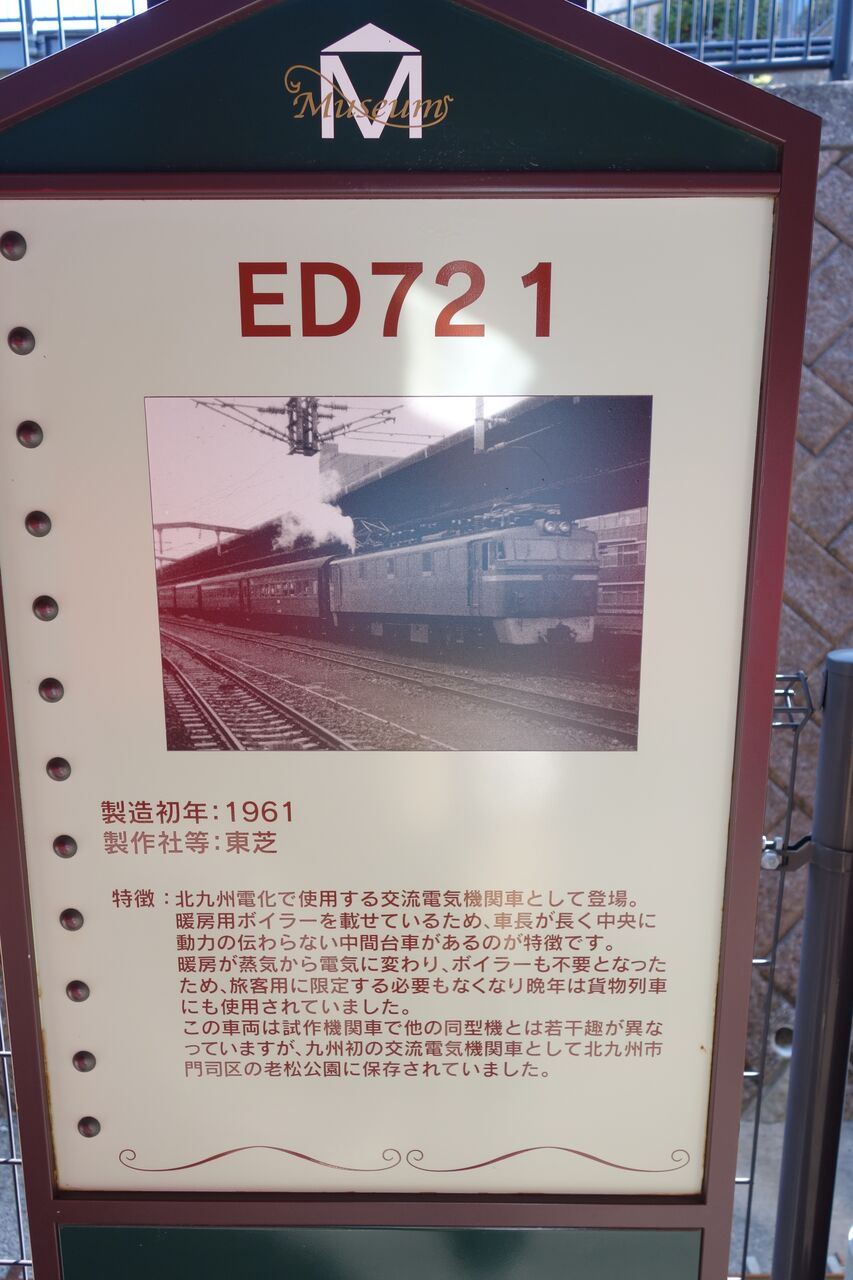 M
Museum
ED72 1
製造初年：1961
製作社等：東芝
特徴：北九州電化で使用する交流電気機関車として登場。
暖房用ボイラーを載せているため、車長が長く中央に
動力の伝わらない中間台車があるのが特徴です。
暖房が蒸気から電気に変わり、ボイラーも不要となった
ため、旅客用に限定する必要もなくなり晩年は貨物列車
にも使用されていました。
この車両は試作機関車で他の同型機とは若干趣が異な
っていますが、九州初の交流電気機関車として北九州市
門司区の老松公園に保存されていました。